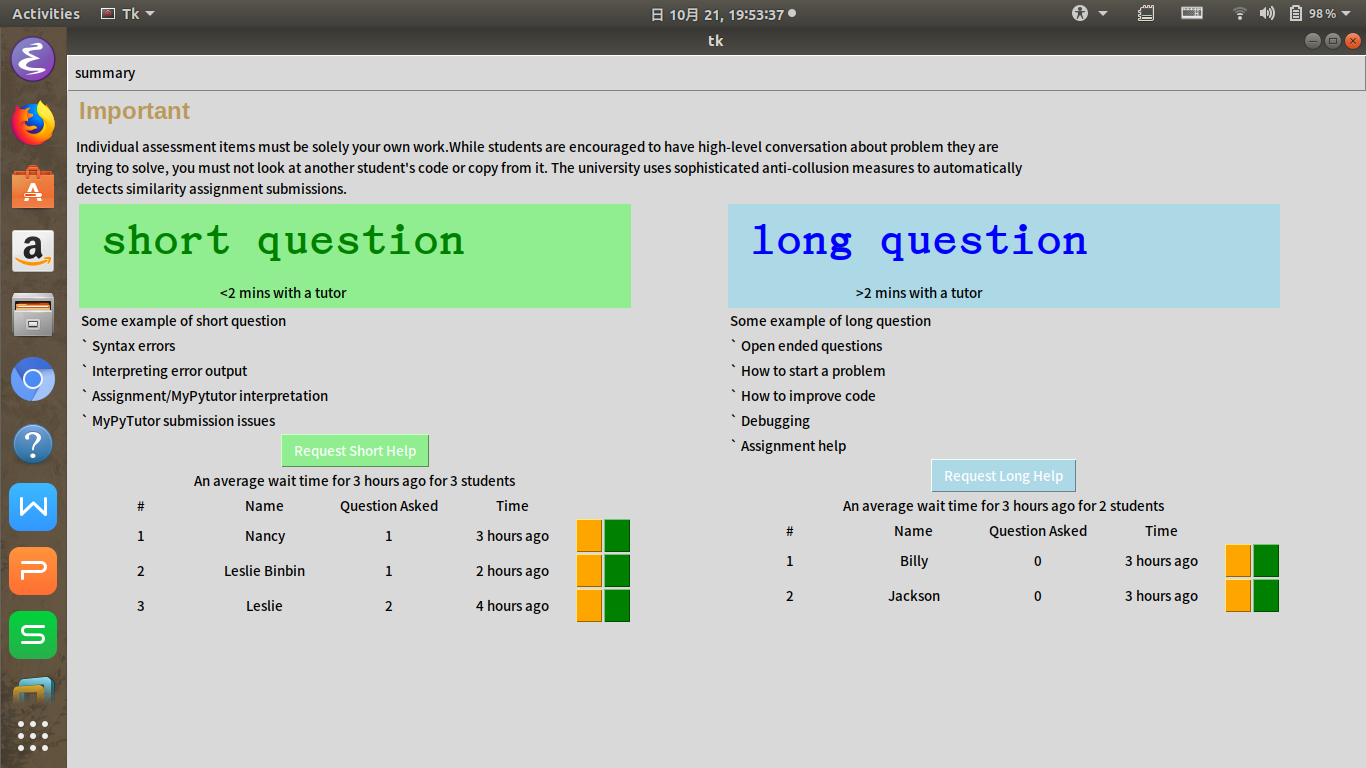 Activities Tk 日 10月 21, 19:53:37 98%
tk
summary
Important
Individual assessment items must be solely your own work.While students are encouraged to have high-level conversation about problem they are
trying to solve, you must not look at another student's code or copy from it. The university uses sophisticated anti-collusion measures to automatically
detects similarity assignment submissions.
short question
<2 mins with a tutor
Some example of short question
` Syntax errors
` Interpreting error output
` Assignment/MyPytutor interpretation
` MyPyTutor submission issues
Request Short Help
An average wait time for 3 hours ago for 3 students
# Name Question Asked Time
1 Nancy 1 3 hours ago
2 Leslie Binbin 1 2 hours ago
3 Leslie 2 4 hours ago
long question
>2 mins with a tutor
Some example of long question
` Open ended questions
` How to start a problem
` How to improve code
` Debugging
` Assignment help
Request Long Help
An average wait time for 3 hours ago for 2 students
# Name Question Asked Time
1 Billy 0 3 hours ago
2 Jackson 0 3 hours ago